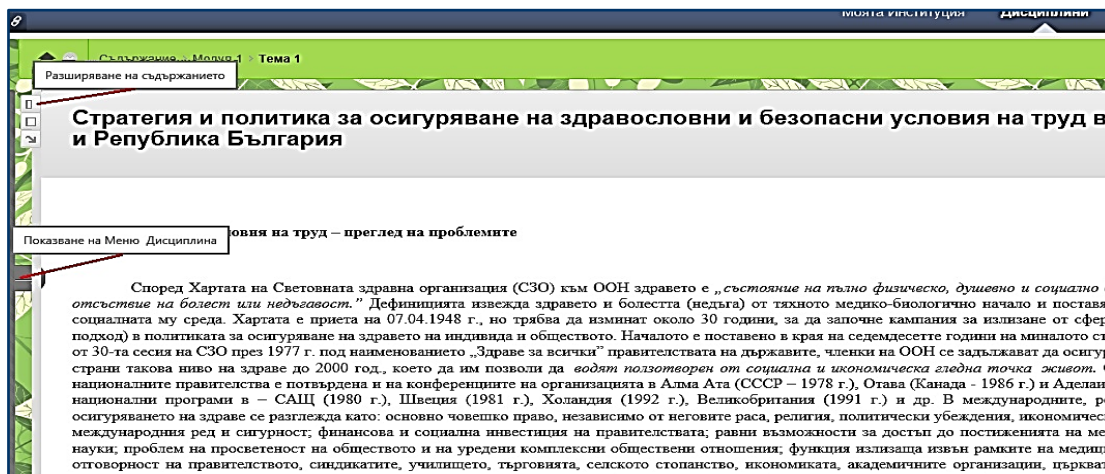 Моята Институция Дисциплини
Съдържание > Модул 1 > Тема 1
Разширяване на съдържанието
Стратегия и политика за осигуряване на здравословни и безопасни условия на труд в
и Република България
Показване на Меню Дисциплина
овия на труд – преглед на проблемите
Според Хартата на Световната здравна организация (СЗО) към ООН здравето е „състояние на пълно физическо, душевно и социално
отсъствие на болест или недъгавост.” Дефиницията извежда здравето и болестта (недъга) от тяхното медико-биологично начало и поставя
социалната му среда. Хартата е приета на 07.04.1948 г., но трябва да изминат около 30 години, за да започне кампания за излизане от сфер
подход) в политиката за осигуряване на здравето на индивида и обществото. Началото е поставено в края на седемдесетте години на миналото ст
от 30-та сесия на СЗО през 1977 г. под наименованието „Здраве за всички” правителствата на държавите, членки на ООН се задължават да осигур
страни такова ниво на здраве до 2000 год., което да им позволи да водят ползотворен от социална и икономическа гледна точка живот.
националните правителства е потвърдена и на конференциите на организацията в Алма Ата (СССР – 1978 г.), Отава (Канада - 1986 г.) и Аделаи
национални програми в – САЩ (1980 г.), Швеция (1981 г.), Холандия (1992 г.), Великобритания (1991 г.) и др. В международните, ре
осигуряването на здраве се разглежда като: основно човешко право, независимо от неговите раса, религия, политически убеждения, икономичес
международния ред и сигурност; финансова и социална инвестиция на правителствата; равни възможности за достъп до постиженията на ме
науки; проблем на просветеност на обществото и на уредени комплексни обществени отношения; функция излизаща извън рамките на медиц
отговорност на правителството, синдикатите, училището, търговията, селското стопанство, икономиката, академичните организации, църкват